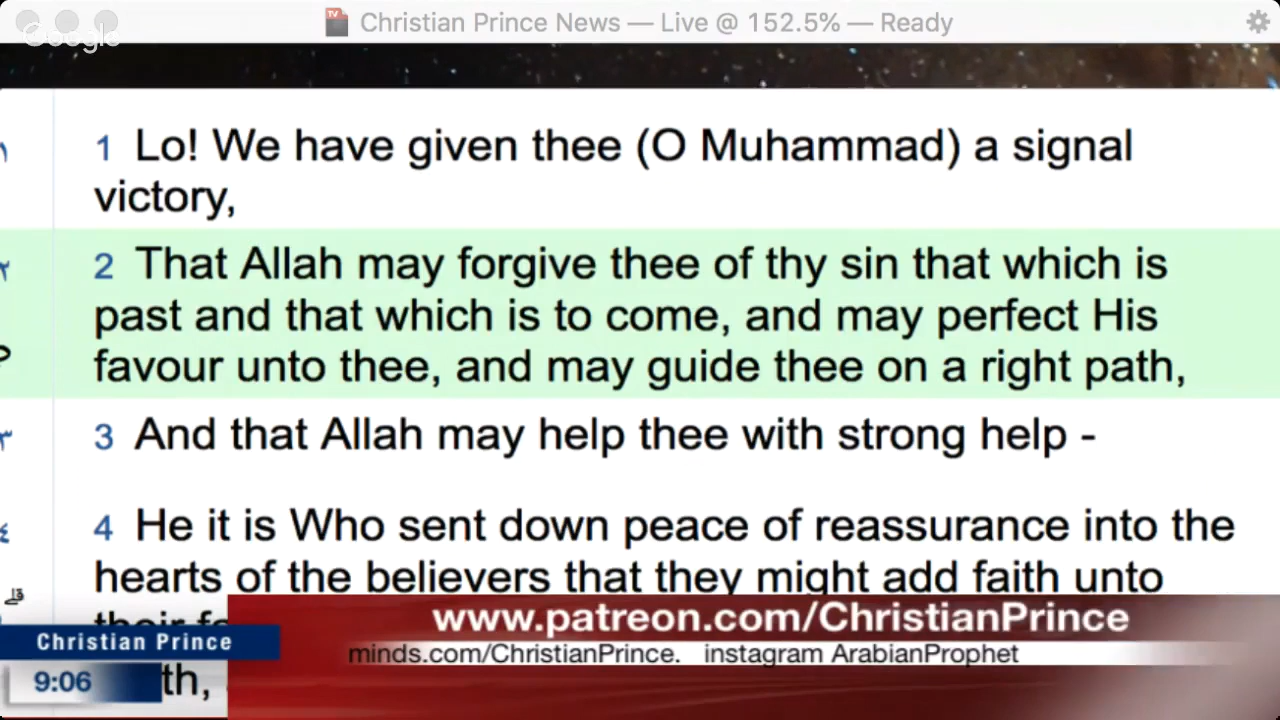 Christian Prince News — Live @ 152.5% — Ready
Google
1 Lo! We have given thee (O Muhammad) a signal
victory,
2 That Allah may forgive thee of thy sin that which is
past and that which is to come, and may perfect His
favour unto thee, and may guide thee on a right path,
3 And that Allah may help thee with strong help -
4 He it is Who sent down peace of reassurance into the
hearts of the believers that they might add faith unto
their
th,
www.patreon.com/ChristianPrince
Christian Prince
minds.com/ChristianPrince. instagram ArabianProphet
9:06